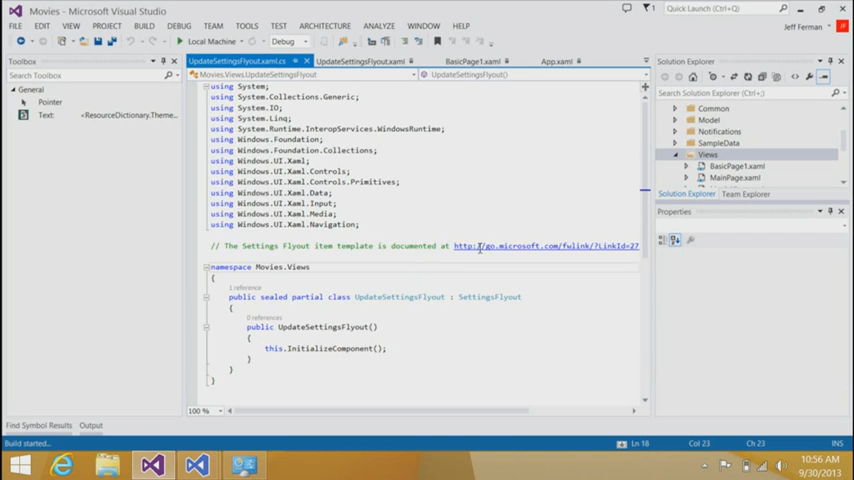 Movies - Microsoft Visual Studio
Quick Launch (Ctrl+Q)
FILE EDIT VIEW PROJECT BUILD DEBUG TEAM TOOLS TEST ARCHITECTURE ANALYZE WINDOW HELP
Jeff Ferman
Local Machine
Debug
Toolbox
UpdateSettingsFlyout.xaml.cs
UpdateSettingsFlyout.xaml
BasicPage1.xaml
App.xaml
Solution Explorer
Search Toolbox
Movies.Views.UpdateSettingsFlyout
UpdateSettingsFlyout()
General
Pointer
Text: <ResourceDictionary.Theme...
using System;
using System.Collections.Generic;
using System.IO;
using System.Linq;
using System.Runtime.InteropServices.WindowsRuntime;
using Windows.Foundation;
using Windows.Foundation.Collections;
using Windows.UI.Xaml;
using Windows.UI.Xaml.Controls;
using Windows.UI.Xaml.Controls.Primitives;
using Windows.UI.Xaml.Data;
using Windows.UI.Xaml.Input;
using Windows.UI.Xaml.Media;
using Windows.UI.Xaml.Navigation;
// The Settings Flyout item template is documented at http://go.microsoft.com/fwlink/?LinkId=27
namespace Movies.Views
{
1 reference
public sealed partial class UpdateSettingsFlyout : SettingsFlyout
{
0 references
public UpdateSettingsFlyout()
{
this.InitializeComponent();
}
}
}
100 %
Search Solution Explorer (Ctrl+;)
Common
Model
Notifications
SampleData
Views
BasicPage1.xaml
MainPage.xaml
Solution Explorer Team Explorer
Properties
Find Symbol Results Output
Build started...
Ln 18 Col 23 Ch 23 INS
10:56 AM
9/30/2013